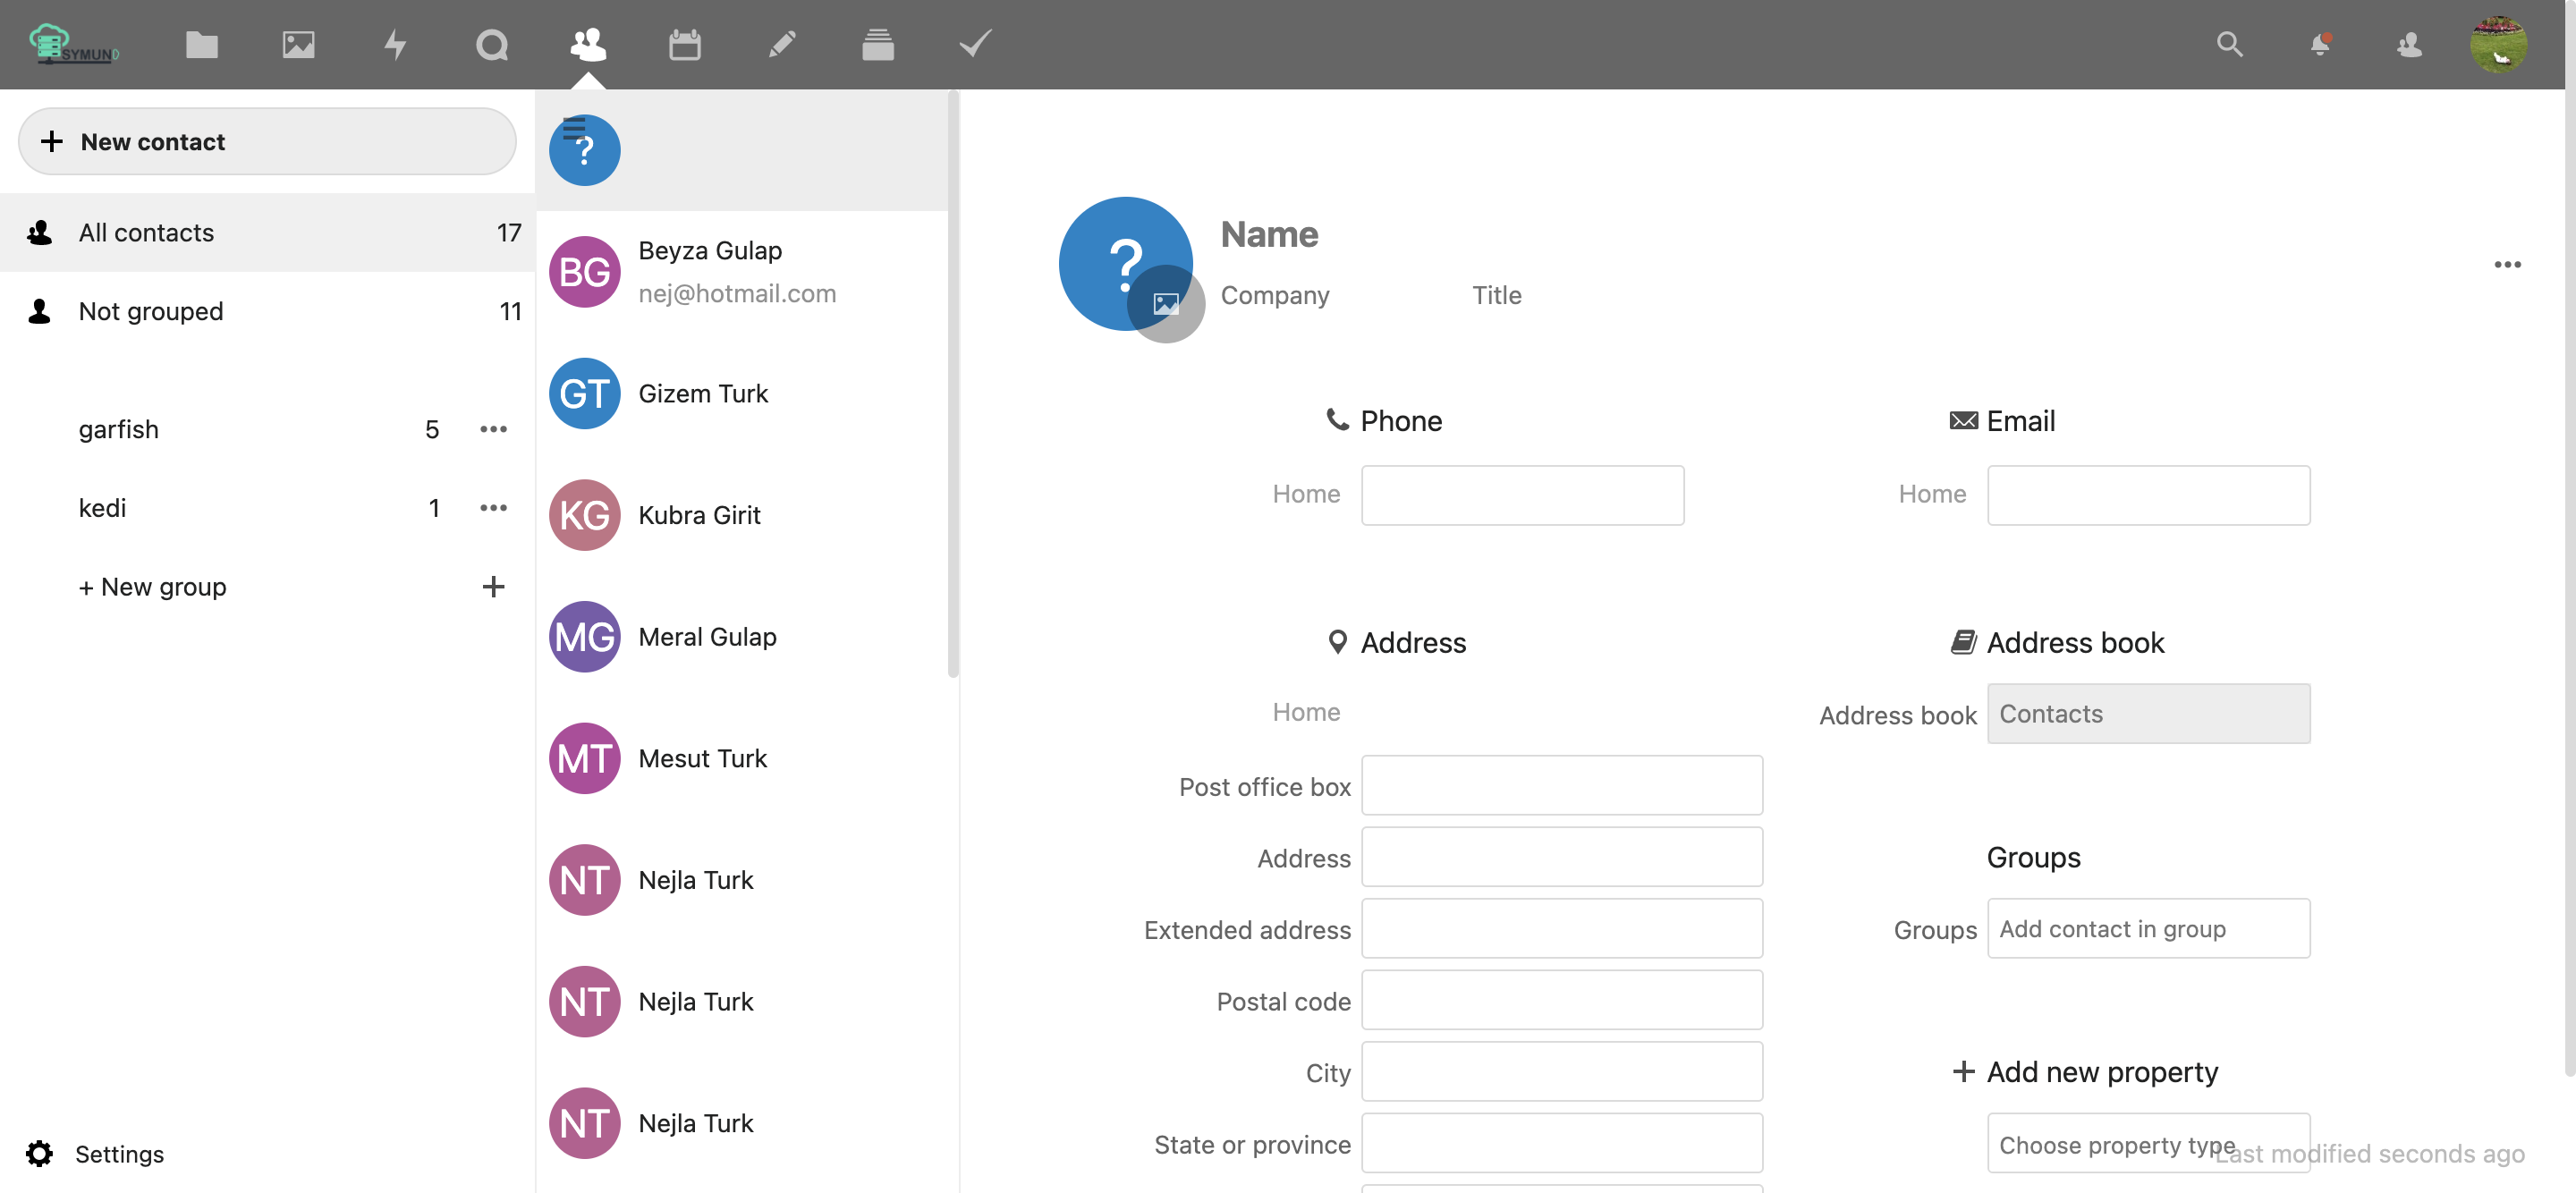 SYMUND
New contact
All contacts 17
Not grouped 11
garfish 5
kedi 1
+ New group
Settings
?
BG Beyza Gulap
nej@hotmail.com
GT Gizem Turk
KG Kubra Girit
MG Meral Gulap
MT Mesut Turk
NT Nejla Turk
NT Nejla Turk
NT Nejla Turk
?
Name
Company Title
Phone
Home
Email
Home
Address
Home
Post office box
Address
Extended address
Postal code
City
State or province
Address book
Address book Contacts
Groups
Groups Add contact in group
Add new property
Choose property type
Last modified seconds ago